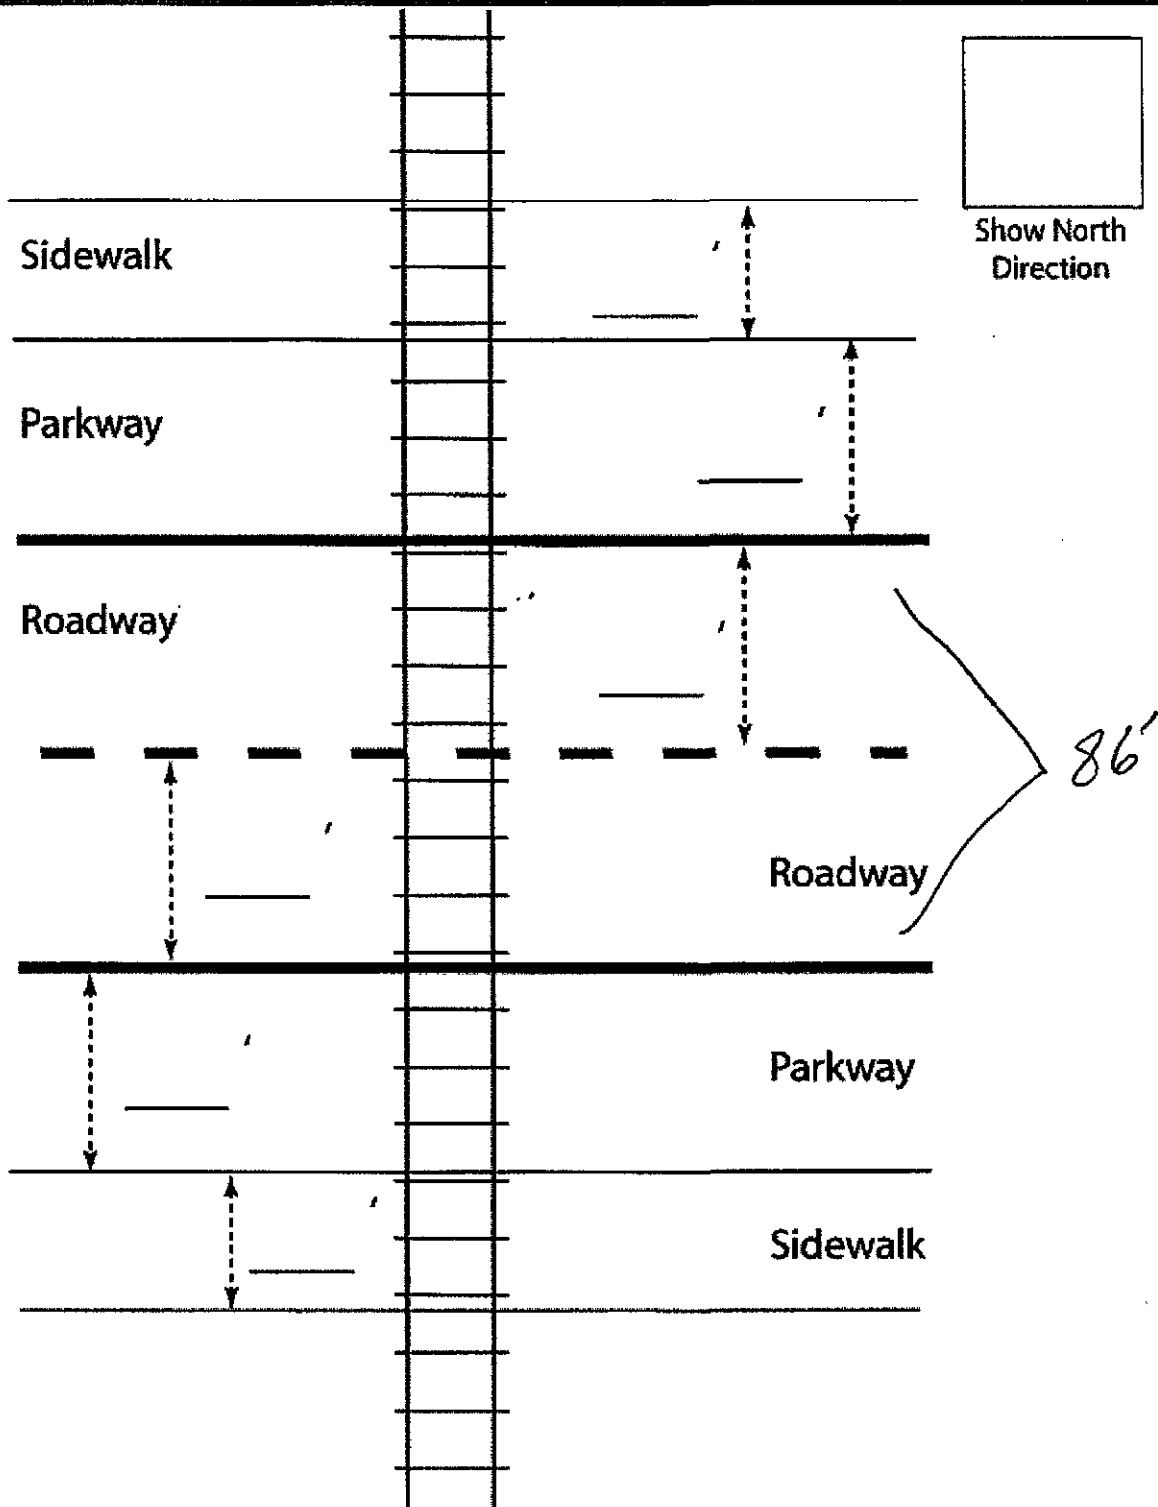 Show North
Direction
Sidewalk
'
Parkway
'
Roadway
'
86'
'
Roadway
'
Parkway
'
Sidewalk